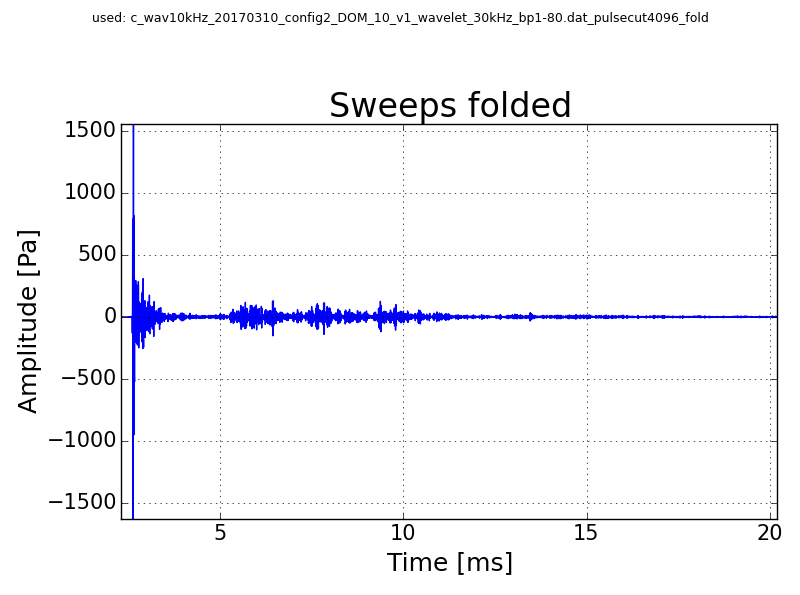 used: c_wav10kHz_20170310_config2_DOM_10_v1_wavelet_30kHz_bp1-80.dat_pulsecut4096_fold
Sweeps folded
1500
1000
500
0
−500
−1000
−1500
Amplitude [Pa]
5 10 15 20
Time [ms]